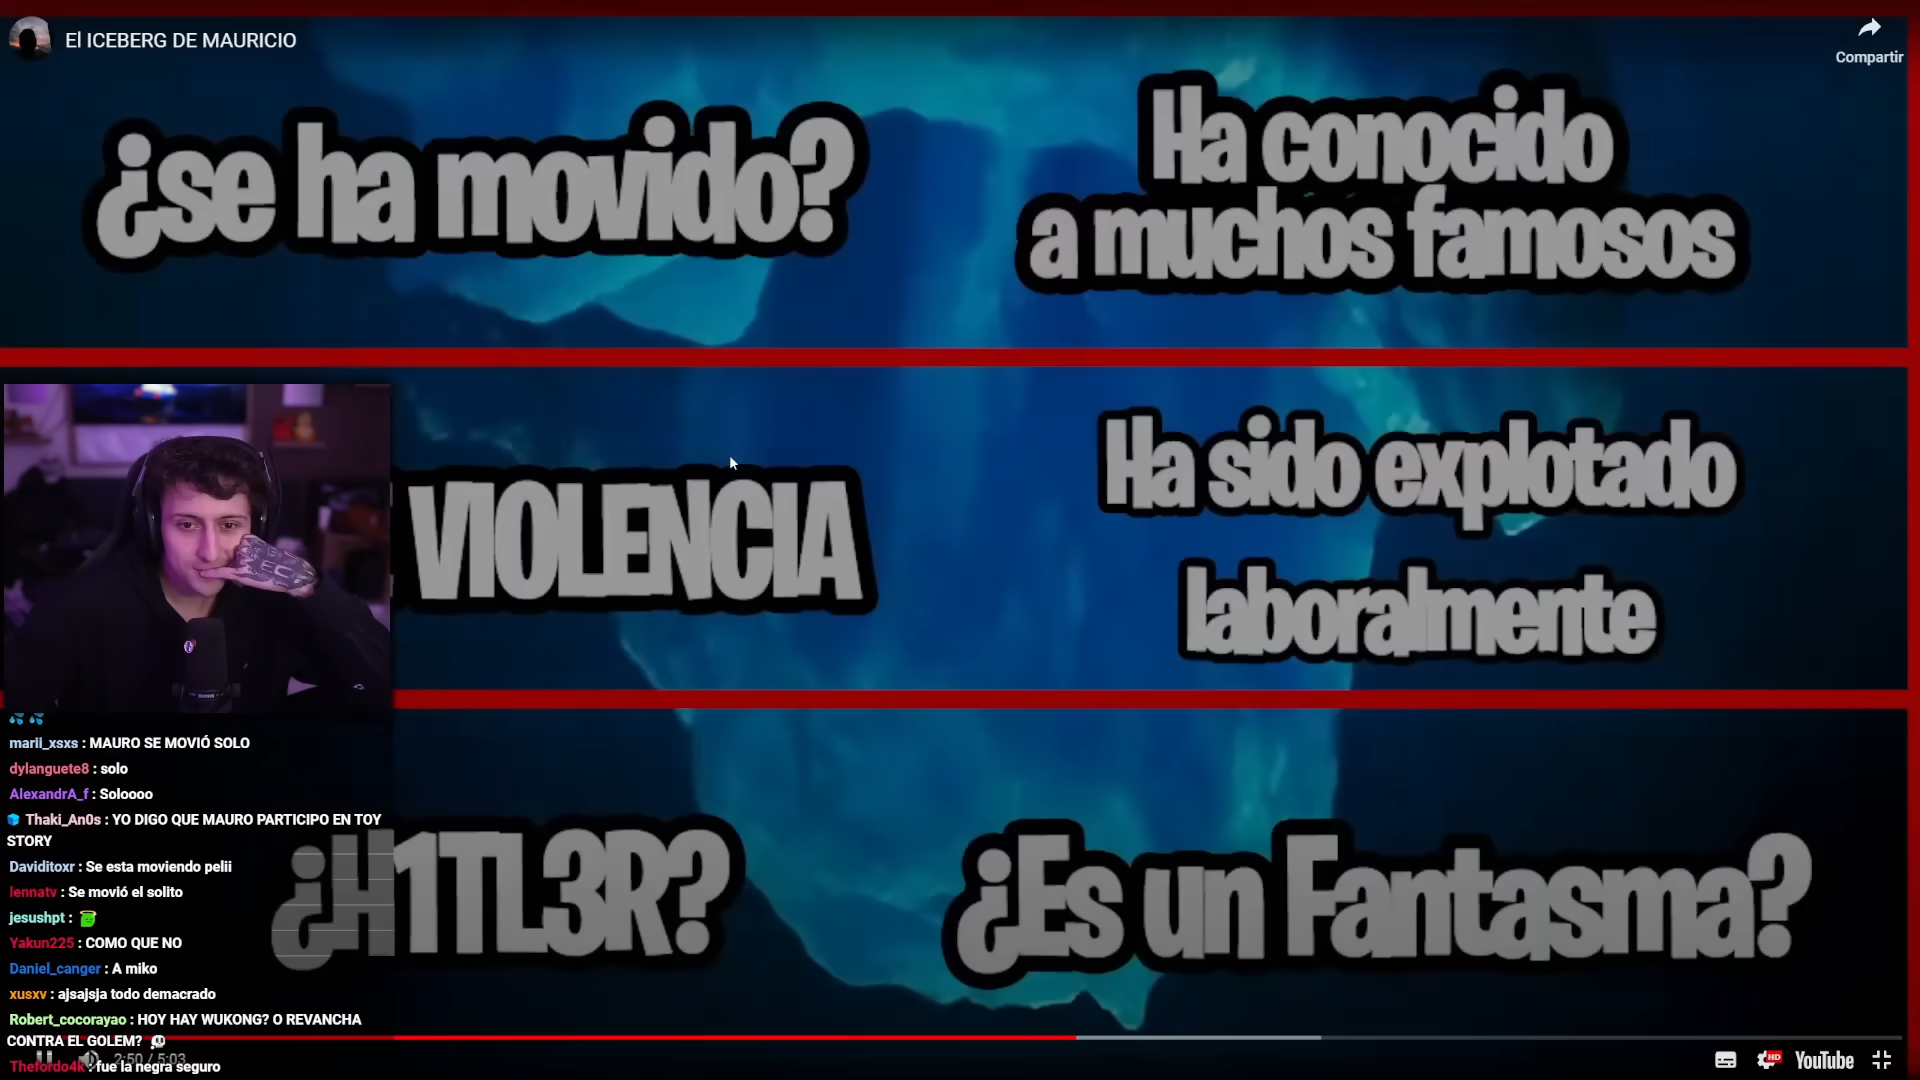 El ICEBERG DE MAURICIO
Compartir
¿se ha movido?
Ha conocido
a muchos famosos
VIOLENCIA
Ha sido explotado
laboralmente
¿H1TL3R?
¿Es un Fantasma?
marii_xsxs : MAURO SE MOVIÓ SOLO
dylanguete8 : solo
AlexandrA_f : Soloooo
Thaki_An0s : YO DIGO QUE MAURO PARTICIPO EN TOY
STORY
Daviditoxr : Se esta moviendo pelii
lennatv : Se movió el solito
jesushpt :
Yakun225 : COMO QUE NO
Daniel_canger : A miko
xusxv : ajsajsja todo demacrado
Robert_cocorayao : HOY HAY WUKONG? O REVANCHA
CONTRA EL GOLEM?
2:50 / 5:03
Thefordo4k : fue la negra seguro
HD
YouTube